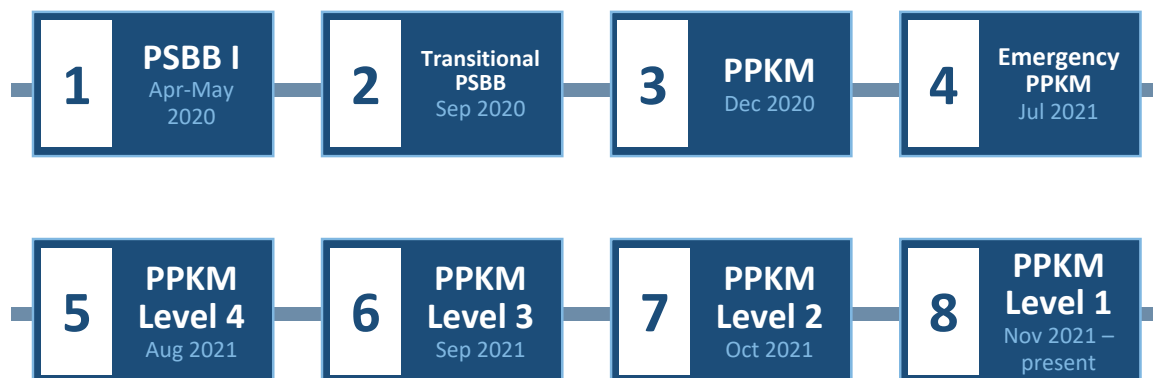 1
PSBB I
Apr-May
2020
2
Transitional
PSBB
Sep 2020
3
PPKM
Dec 2020
4
Emergency
PPKM
Jul 2021
5
PPKM
Level 4
Aug 2021
6
PPKM
Level 3
Sep 2021
7
PPKM
Level 2
Oct 2021
8
PPKM
Level 1
Nov 2021 –
present